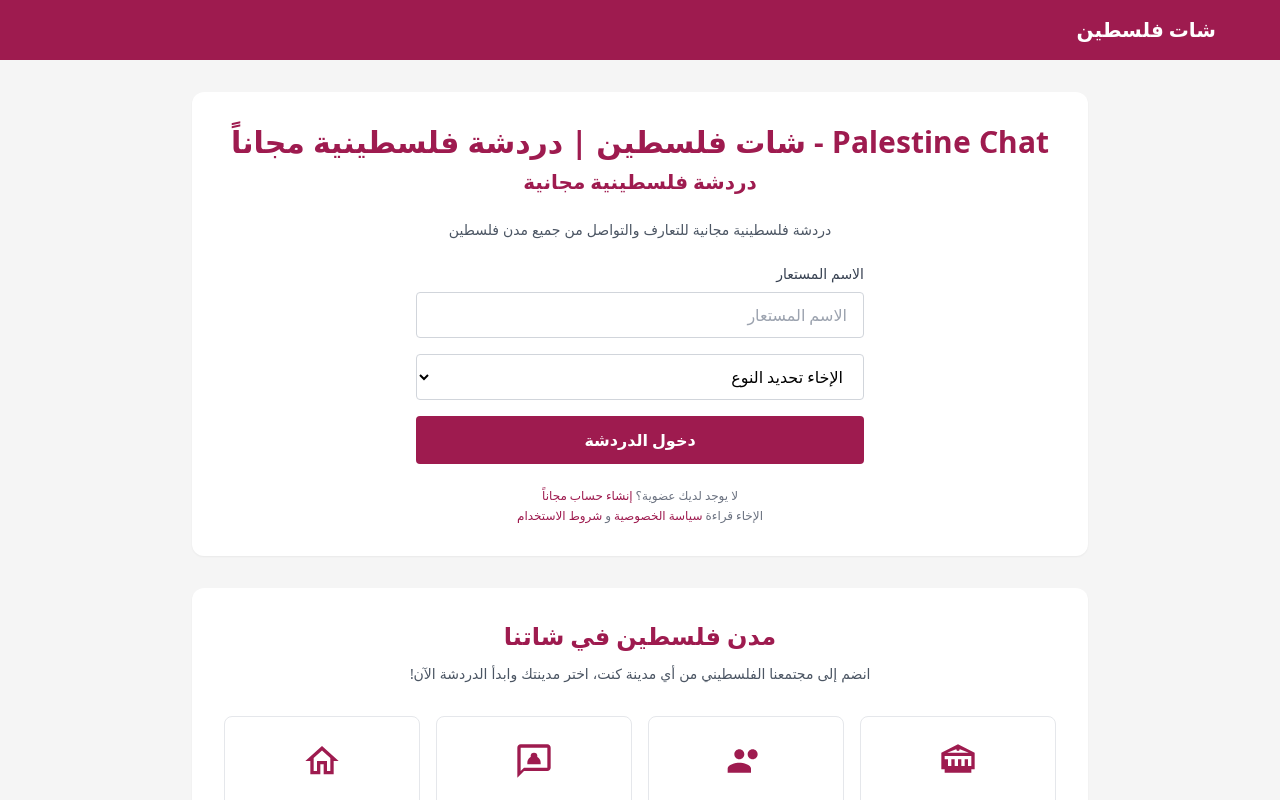 شات فلسطين
Palestine Chat - شات فلسطين | دردشة فلسطينية مجاناً
دردشة فلسطينية مجانية
دردشة فلسطينية مجانية للتعارف والتواصل من جميع مدن فلسطين
الاسم المستعار
الاسم المستعار
الإخاء تحديد النوع
دخول الدردشة
لا يوجد لديك عضوية؟ إنشاء حساب مجاناً
الإخاء قراءة سياسة الخصوصية و شروط الاستخدام
مدن فلسطين في شاتنا
انضم إلى مجتمعنا الفلسطيني من أي مدينة كنت، اختر مدينتك وابدأ الدردشة الآن!